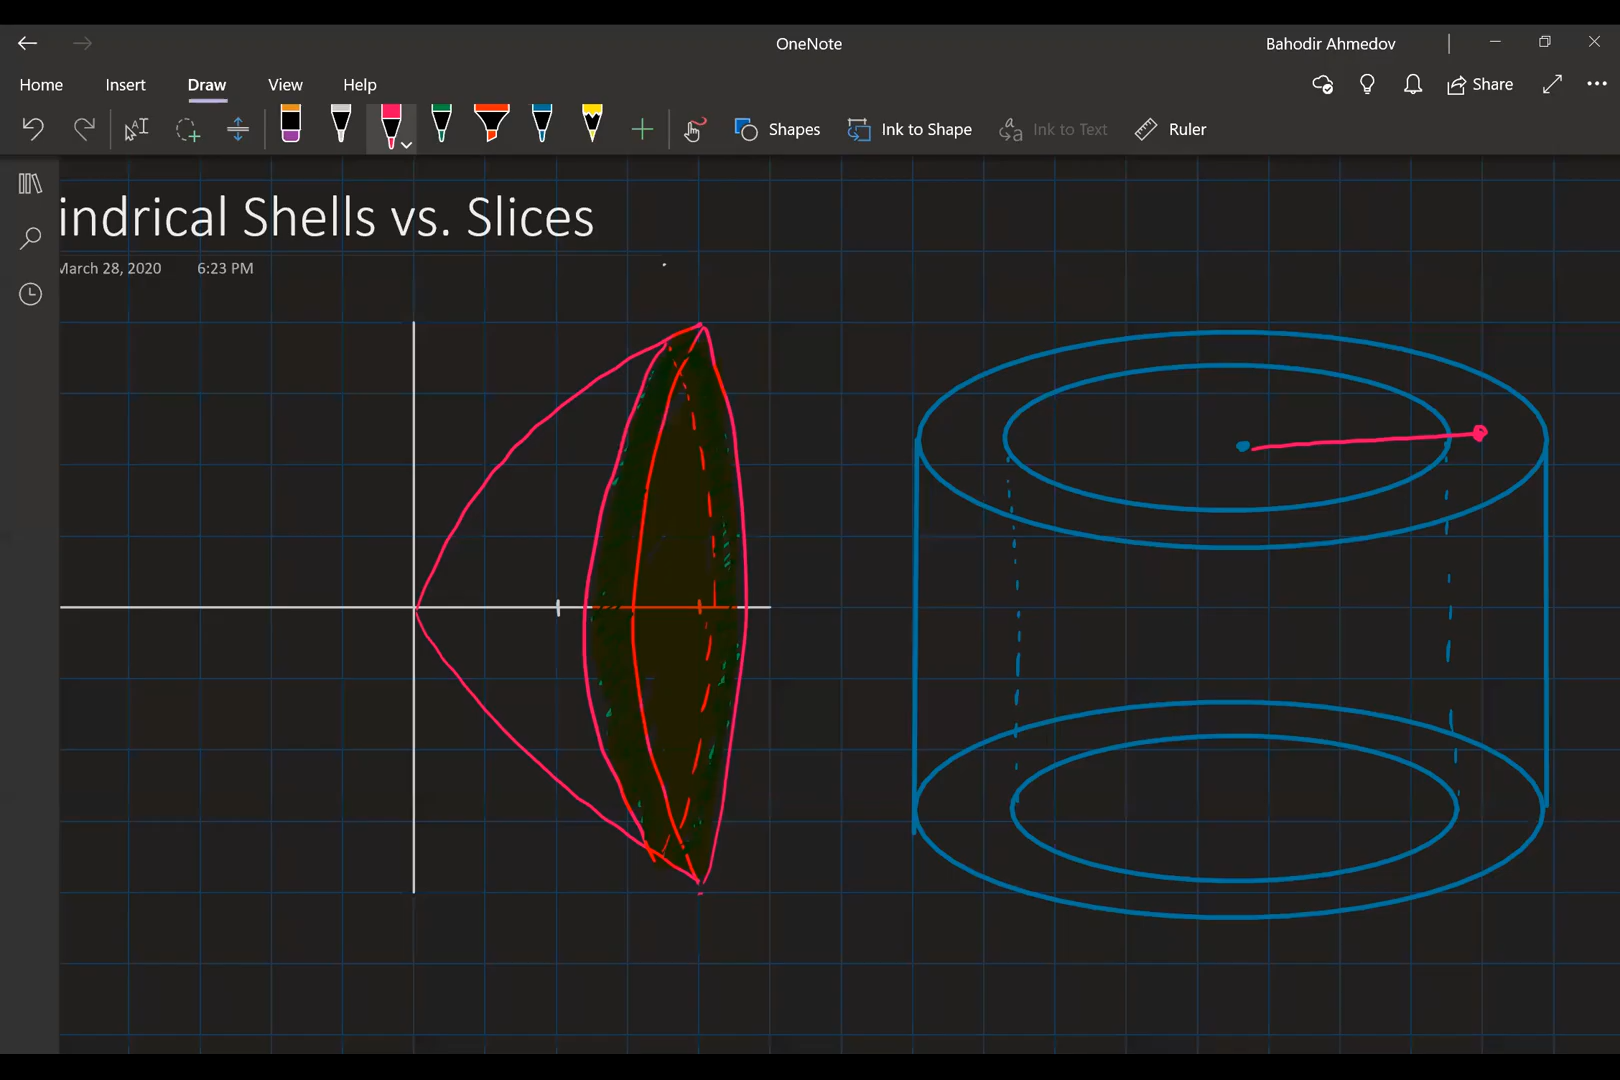 OneNote
Bahodir Ahmedov
Home Insert Draw View Help
Share
Shapes Ink to Shape Ink to Text Ruler
indrical Shells vs. Slices
March 28, 2020 6:23 PM